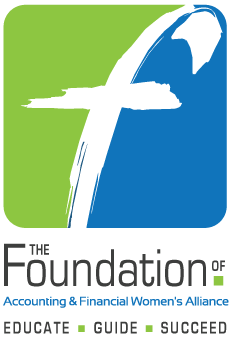 f
THE
Foundation OF
Accounting & Financial Women's Alliance
EDUCATE ▪ GUIDE ▪ SUCCEED